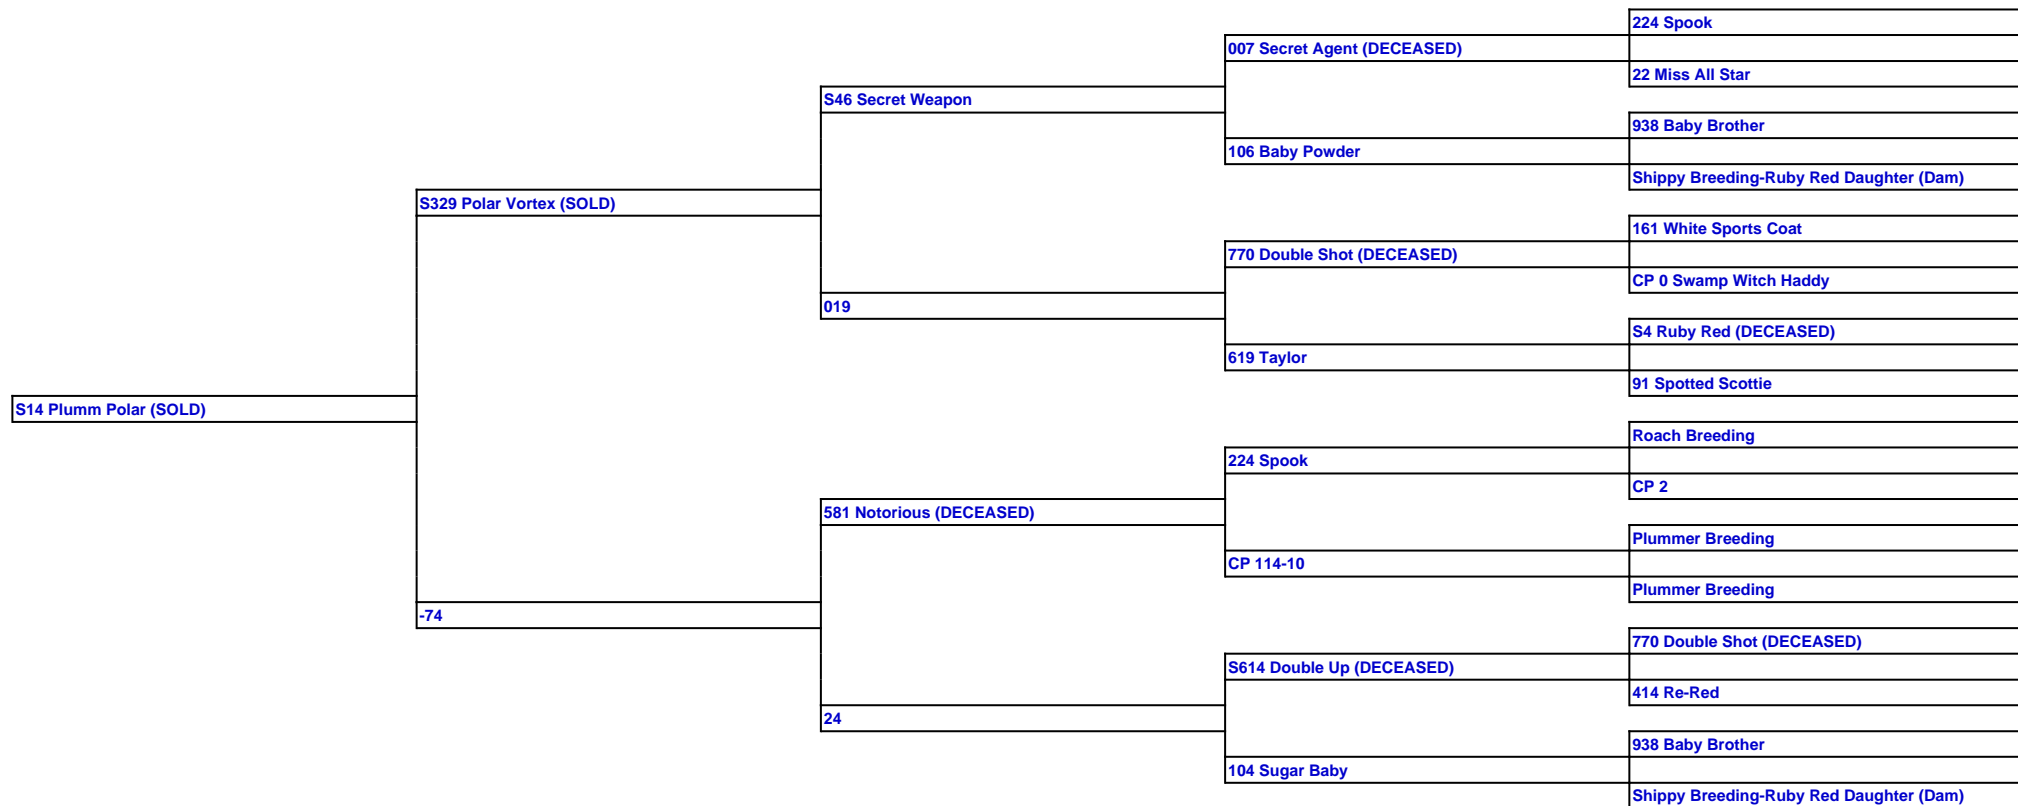 224 Spook
007 Secret Agent (DECEASED)
22 Miss All Star
S46 Secret Weapon
938 Baby Brother
106 Baby Powder
Shippy Breeding-Ruby Red Daughter (Dam)
S329 Polar Vortex (SOLD)
161 White Sports Coat
770 Double Shot (DECEASED)
CP 0 Swamp Witch Haddy
019
S4 Ruby Red (DECEASED)
619 Taylor
91 Spotted Scottie
S14 Plumm Polar (SOLD)
Roach Breeding
224 Spook
CP 2
581 Notorious (DECEASED)
Plummer Breeding
CP 114-10
Plummer Breeding
-74
770 Double Shot (DECEASED)
S614 Double Up (DECEASED)
414 Re-Red
24
938 Baby Brother
104 Sugar Baby
Shippy Breeding-Ruby Red Daughter (Dam)